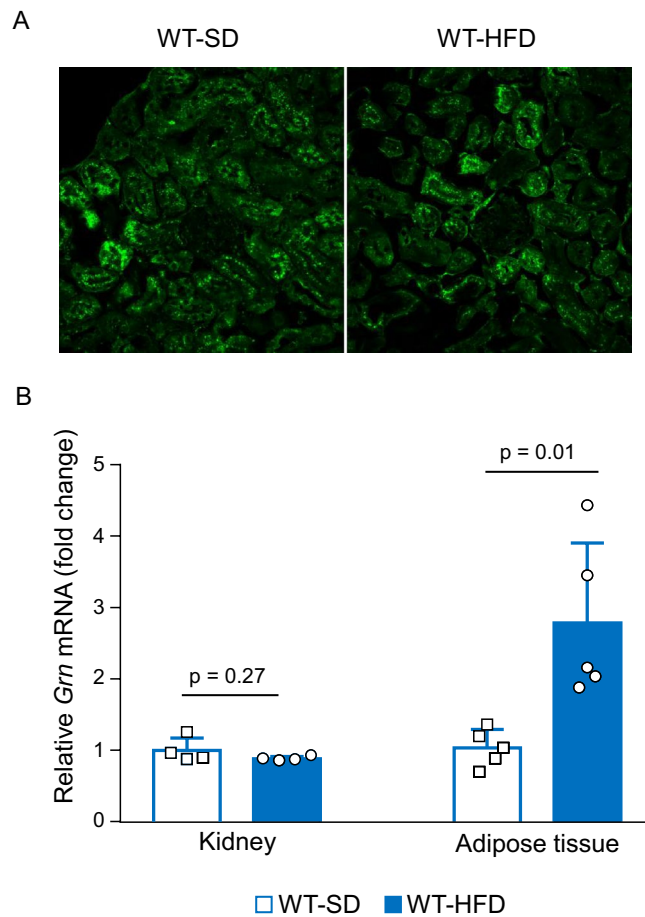 A
WT-SD WT-HFD
B
Relative Grn mRNA (fold change)
5
4
3
2
1
0
p = 0.27
p = 0.01
Kidney Adipose tissue
WT-SD WT-HFD